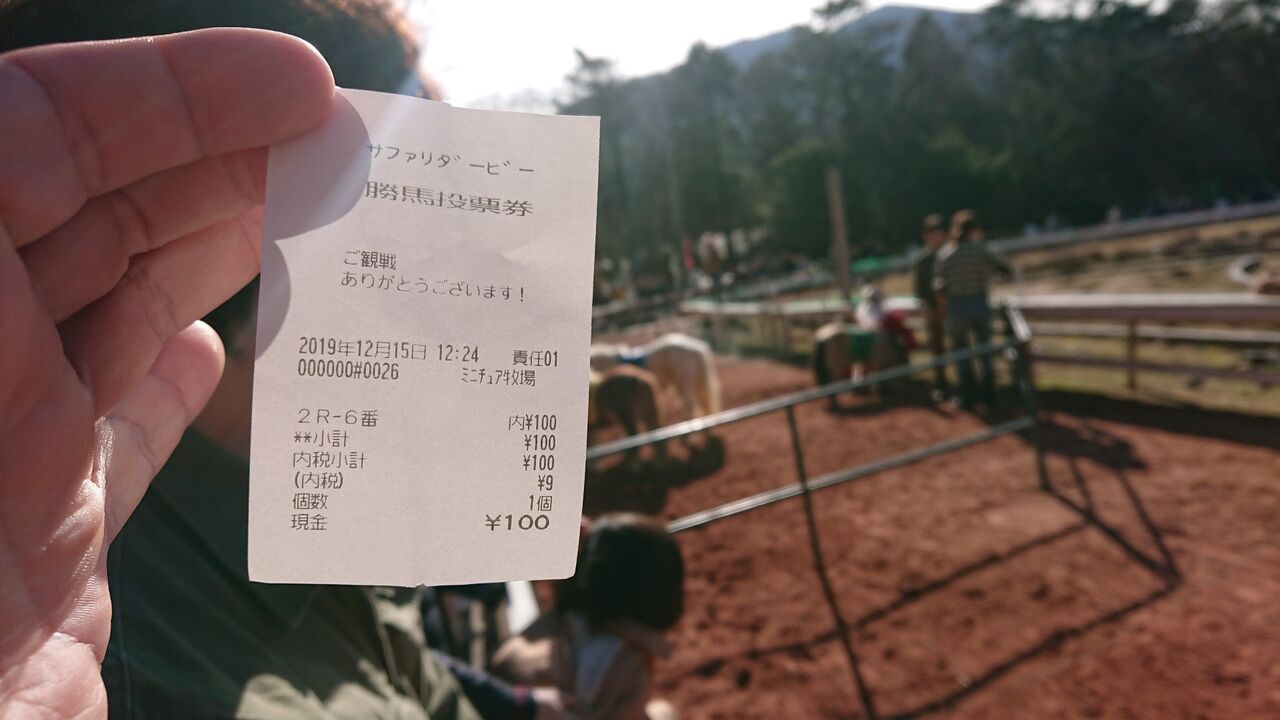 サファリダービー
勝馬投票券
ご観戦
ありがとうございます!
2019年12月15日 12:24 責任01
000000#0026 ミニチュア牧場
2R-6番 内¥100
**小計 ¥100
内税小計 ¥100
(内税) ¥9
個数 1個
現金 ¥100